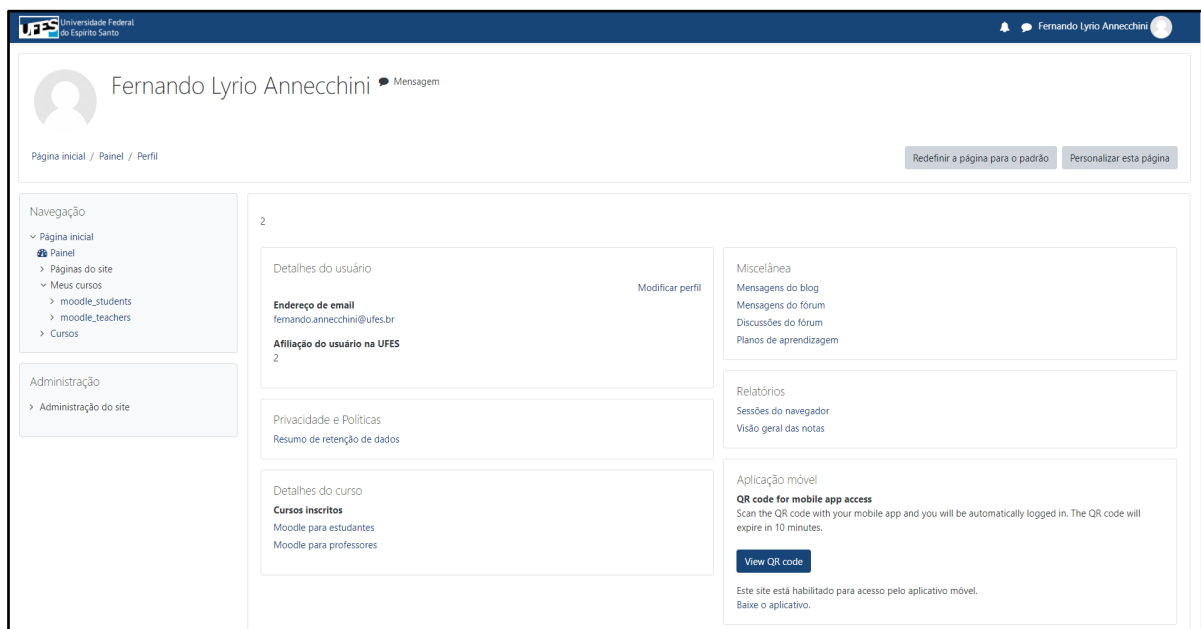 UFES Universidade Federal
do Espírito Santo
Fernando Lyrio Annecchini
Fernando Lyrio Annecchini Mensagem
Página inicial / Painel / Perfil
Redefinir a página para o padrão
Personalizar esta página
Navegação
Página inicial
Painel
Páginas do site
Meus cursos
moodle_students
moodle_teachers
Cursos
Administração
Administração do site
2
Detalhes do usuário
Modificar perfil
Endereço de email
fernando.annecchini@ufes.br
Afiliação do usuário na UFES
2
Privacidade e Políticas
Resumo de retenção de dados
Detalhes do curso
Cursos inscritos
Moodle para estudantes
Moodle para professores
Miscelânea
Mensagens do blog
Mensagens do fórum
Discussões do fórum
Planos de aprendizagem
Relatórios
Sessões do navegador
Visão geral das notas
Aplicação móvel
QR code for mobile app access
Scan the QR code with your mobile app and you will be automatically logged in. The QR code will
expire in 10 minutes.
View QR code
Este site está habilitado para acesso pelo aplicativo móvel.
Baixe o aplicativo.